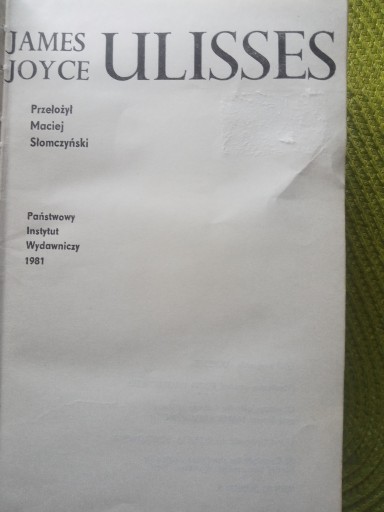 JAMES JOYCE ULISSES
Przełożył
Maciej
Słomczyński
Państwowy
Instytut
Wydawniczy
1981